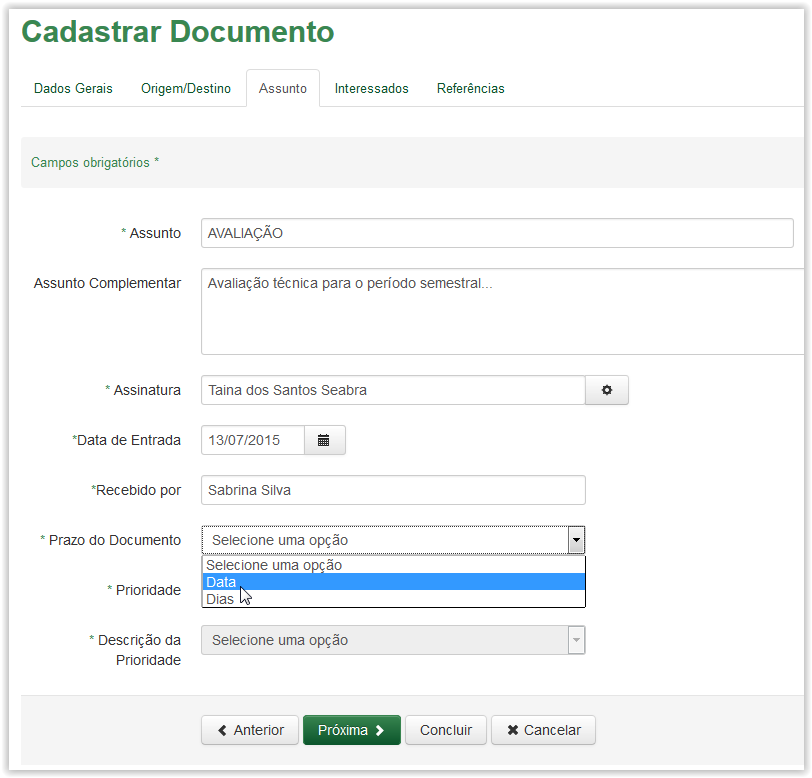 Cadastrar Documento
Dados Gerais Origem/Destino Assunto Interessados Referências
Campos obrigatórios *
* Assunto AVALIAÇÃO
Assunto Complementar Avaliação técnica para o período semestral...
* Assinatura Taina dos Santos Seabra
*Data de Entrada 13/07/2015
*Recebido por Sabrina Silva
* Prazo do Documento Selecione uma opção
Selecione uma opção
Data
* Prioridade
Dias
* Descrição da Selecione uma opção
Prioridade
Anterior Próxima Concluir Cancelar